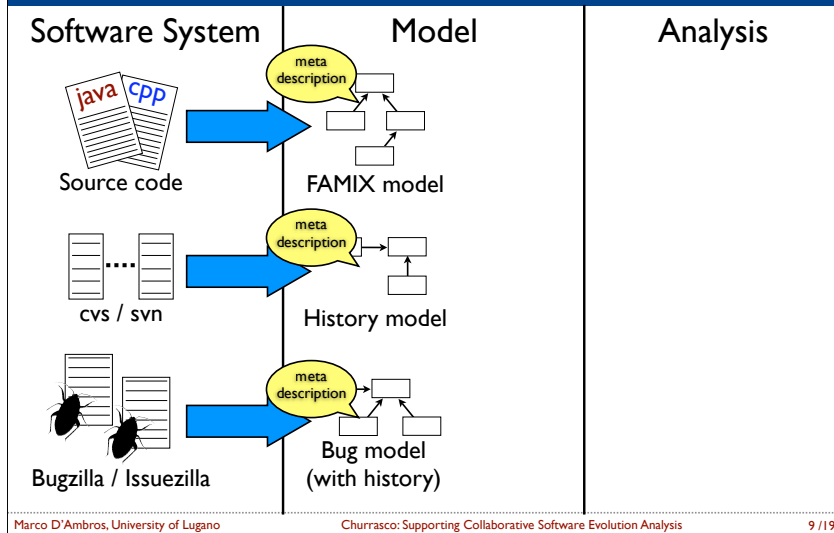 Software System
Model
Analysis
java
cpp
Source code
meta
description
FAMIX model
cvs / svn
meta
description
History model
Bugzilla / Issuezilla
meta
description
Bug model
(with history)
Marco D'Ambros, University of Lugano
Churrasco: Supporting Collaborative Software Evolution Analysis
9 /19